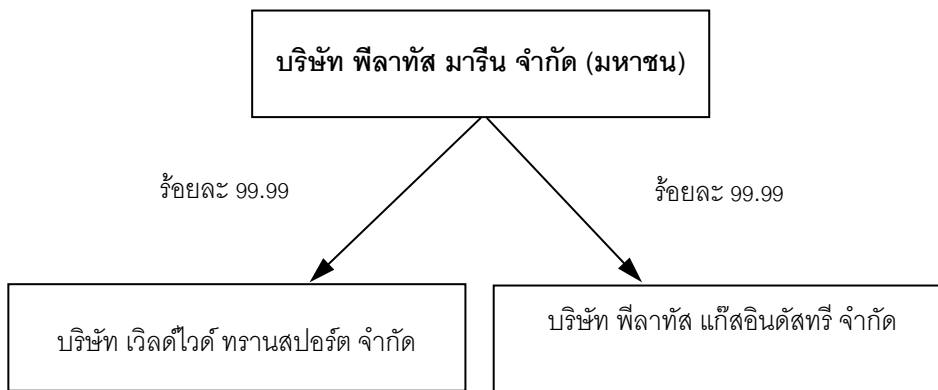 บริษัท พีลาทัส มารีน จำกัด (มหาชน)
ร้อยละ 99.99
ร้อยละ 99.99
บริษัท เวิลด์ไวด์ ทรานสปอร์ต จำกัด
บริษัท พีลาทัส แก๊สอินดัสทรี จำกัด